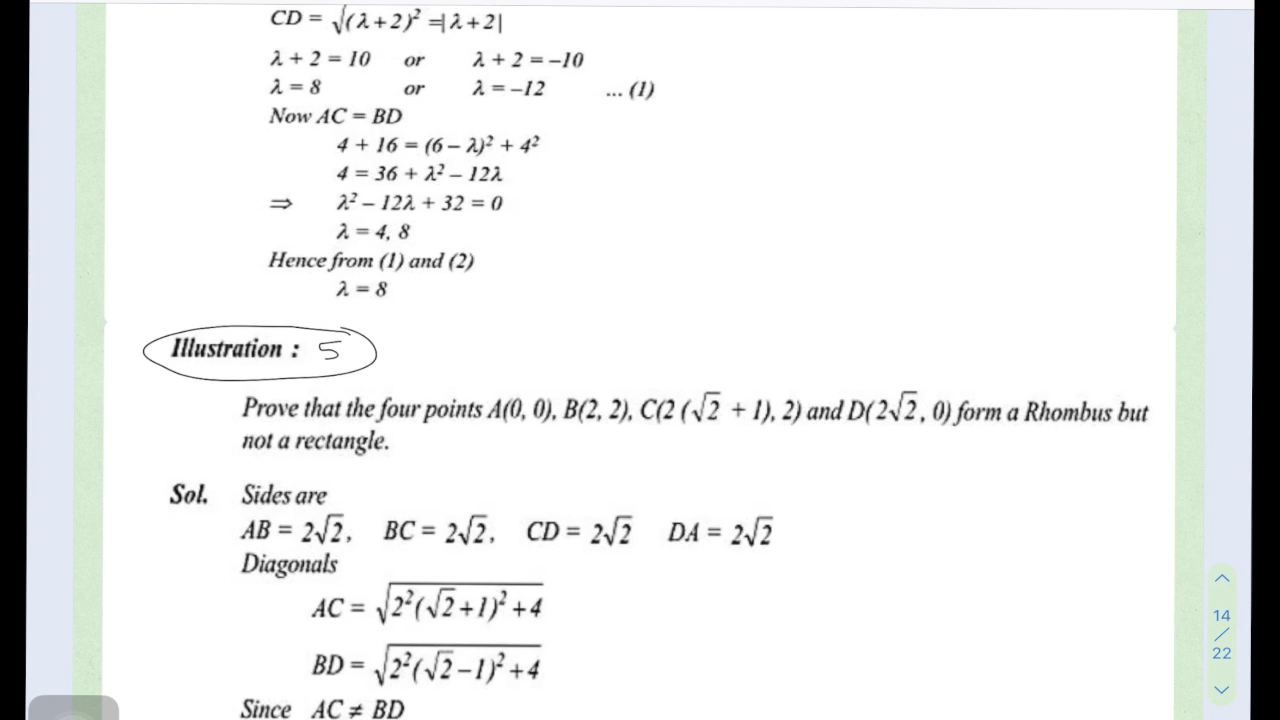 CD = √(λ+2)² =|λ+2|
λ + 2 = 10 or λ + 2 = –10
λ = 8 or λ = –12 ... (1)
Now AC = BD
4 + 16 = (6 – λ)² + 4²
4 = 36 + λ² – 12λ
⇒ λ² – 12λ + 32 = 0
λ = 4, 8
Hence from (1) and (2)
λ = 8
Illustration : 5
Prove that the four points A(0, 0), B(2, 2), C(2 (√2 + 1), 2) and D(2√2, 0) form a Rhombus but
not a rectangle.
Sol. Sides are
AB = 2√2, BC = 2√2, CD = 2√2 DA = 2√2
Diagonals
AC = √(2²(√2+1)²+4)
BD = √(2²(√2–1)²+4)
Since AC ≠ BD
14
/
22